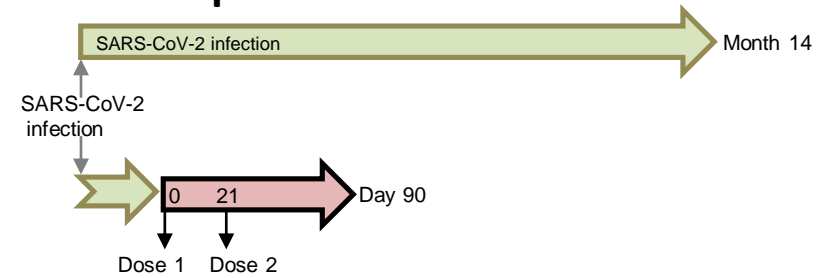 SARS-CoV-2 infection
Month 14
SARS-CoV-2
infection
0 21
Day 90
Dose 1 Dose 2